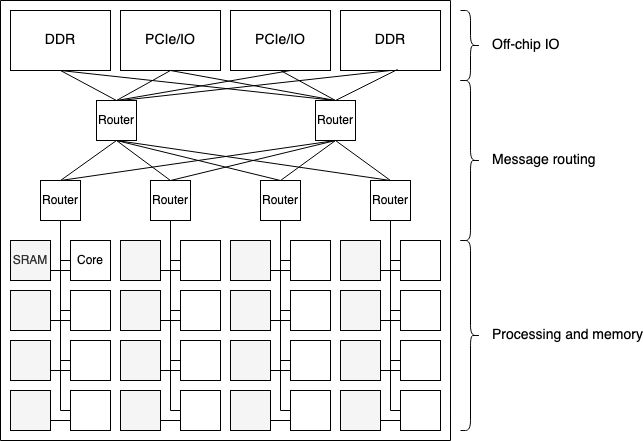 DDR
PCIe/IO
PCIe/IO
DDR
Off-chip IO
Router
Router
Message routing
Router
Router
Router
Router
SRAM
Core
Processing and memory